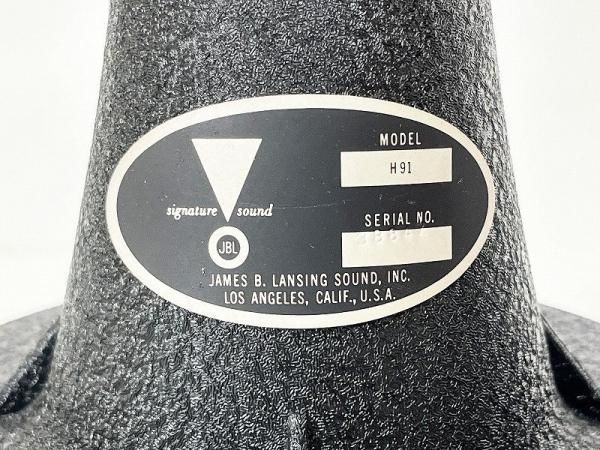 MODEL
H91
signature sound
SERIAL NO.
JBL
JAMES B. LANSING SOUND, INC.
LOS ANGELES, CALIF., U.S.A.